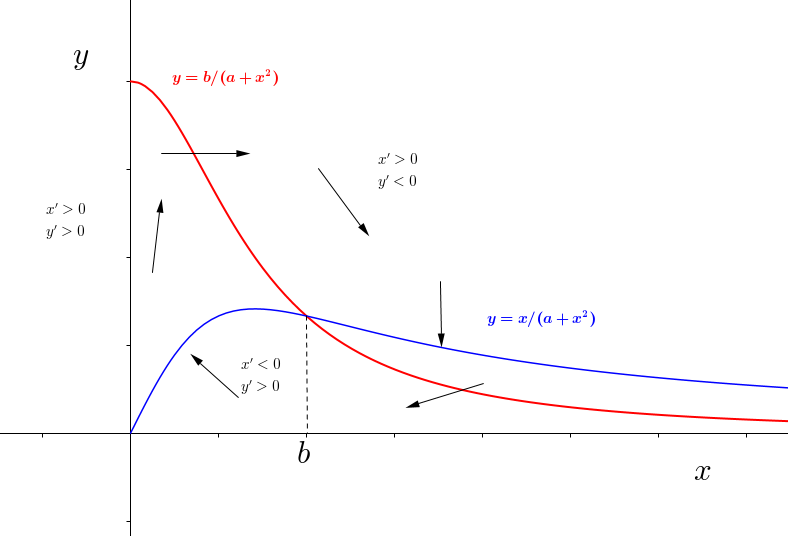 y
y = b/(a + x²)
x′ > 0
y′ < 0
x′ > 0
y′ > 0
y = x/(a + x²)
x′ < 0
y′ > 0
b
x